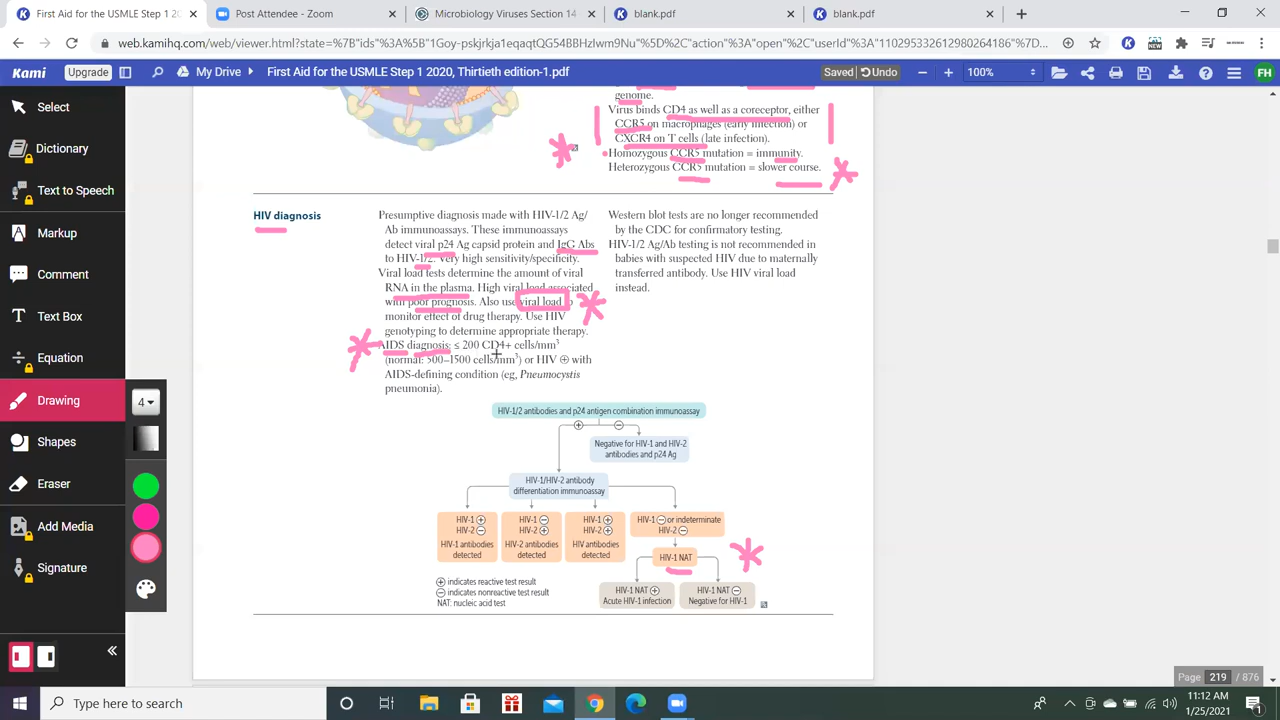 First Aid for the USMLE Step 1 20
Post Attendee - Zoom
Microbiology Viruses Section 14
blank.pdf
blank.pdf
web.kamihq.com/web/viewer.html?state=%7B"ids"%3A%5B"1Goy
Kami
Upgrade
My Drive
First Aid for the USMLE Step 1 2020, Thirtieth edition-1.pdf
Saved
Undo
100%
FH
Select
Dictionary
Text to Speech
Markup
Comment
Text Box
Equation
Drawing
4
Shapes
Eraser
Add Media
Signature
genome.
Virus binds CD4 as well as a coreceptor, either
CCR5 on macrophages (early infection) or
CXCR4 on T cells (late infection).
Homozygous CCR5 mutation = immunity.
Heterozygous CCR5 mutation = slower course.
HIV diagnosis
Presumptive diagnosis made with HIV-1/2 Ag/
Ab immunoassays. These immunoassays
detect viral p24 Ag capsid protein and IgG Abs
to HIV-1/2. Very high sensitivity/specificity.
Viral load tests determine the amount of viral
RNA in the plasma. High viral load associated
with poor prognosis. Also use viral load to
monitor effect of drug therapy. Use HIV
genotyping to determine appropriate therapy.
AIDS diagnosis: ≤ 200 CD4+ cells/mm³
(normal: 500–1500 cells/mm³) or HIV ⊕ with
AIDS-defining condition (eg, Pneumocystis
pneumonia).
Western blot tests are no longer recommended
by the CDC for confirmatory testing.
HIV-1/2 Ag/Ab testing is not recommended in
babies with suspected HIV due to maternally
transferred antibody. Use HIV viral load
instead.
HIV-1/2 antibodies and p24 antigen combination immunoassay
⊕
⊖
Negative for HIV-1 and HIV-2
antibodies and p24 Ag
HIV-1/HIV-2 antibody
differentiation immunoassay
HIV-1 ⊕
HIV-2 ⊖
HIV-1 antibodies
detected
HIV-1 ⊖
HIV-2 ⊕
HIV-2 antibodies
detected
HIV-1 ⊕
HIV-2 ⊕
HIV antibodies
detected
HIV-1 ⊖ or indeterminate
HIV-2 ⊖
HIV-1 NAT
HIV-1 NAT ⊕
Acute HIV-1 infection
HIV-1 NAT ⊖
Negative for HIV-1
⊕ indicates reactive test result
⊖ indicates nonreactive test result
NAT: nucleic acid test
Page 219 / 876
Type here to search
11:12 AM
1/25/2021